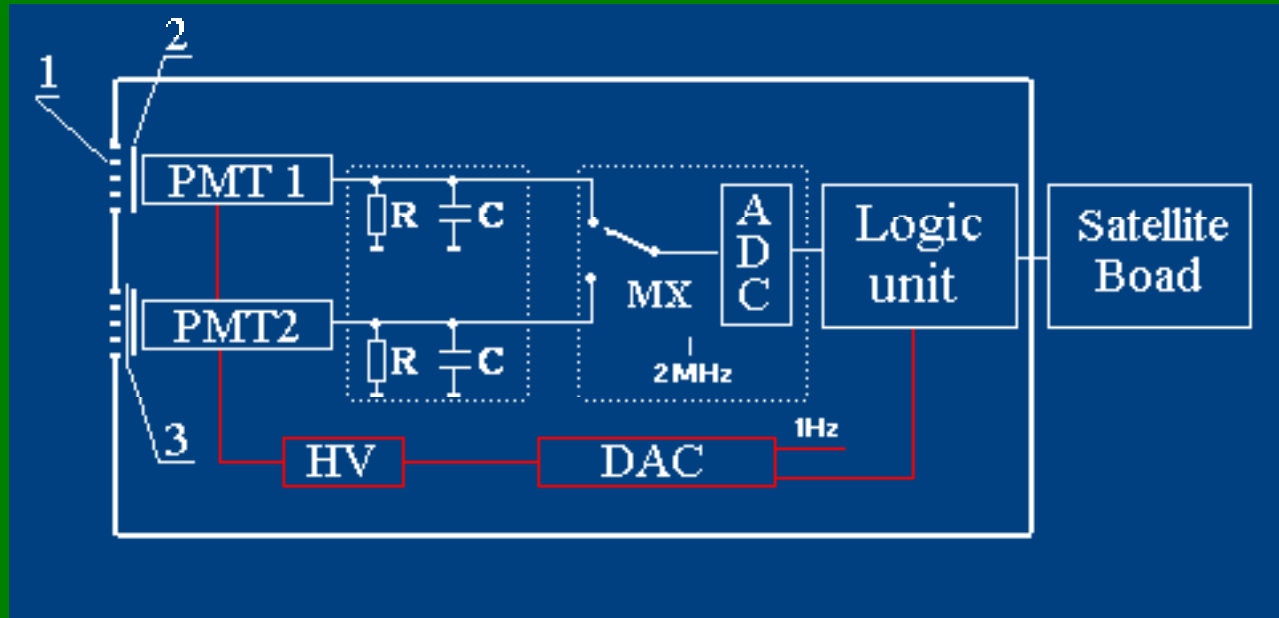 1
2
PMT 1
R
C
A
D
C
Logic
unit
Satellite
Boad
MX
2MHz
PMT2
R
C
3
HV
DAC
1Hz